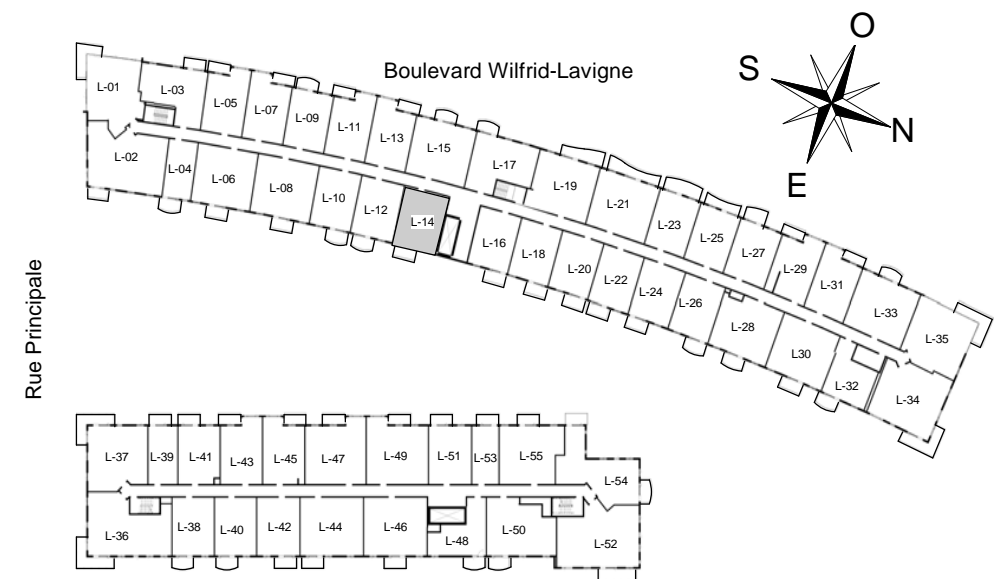 Boulevard Wilfrid-Lavigne
O
S
N
E
Rue Principale
L-01
L-03
L-05
L-07
L-09
L-11
L-13
L-15
L-17
L-19
L-21
L-23
L-25
L-27
L-29
L-31
L-33
L-35
L-02
L-04
L-06
L-08
L-10
L-12
L-14
L-16
L-18
L-20
L-22
L-24
L-26
L-28
L30
L-32
L-34
L-37
L-39
L-41
L-43
L-45
L-47
L-49
L-51
L-53
L-55
L-54
L-36
L-38
L-40
L-42
L-44
L-46
L-48
L-50
L-52